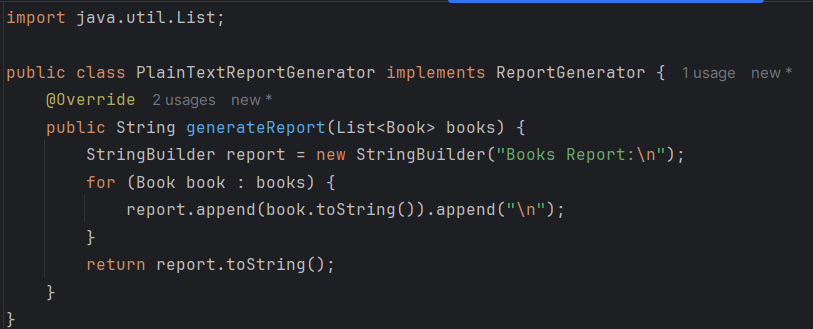 import java.util.List;
public class PlainTextReportGenerator implements ReportGenerator { 1 usage new *
@Override 2 usages new *
public String generateReport(List<Book> books) {
StringBuilder report = new StringBuilder("Books Report:\n");
for (Book book : books) {
report.append(book.toString()).append("\n");
}
return report.toString();
}
}